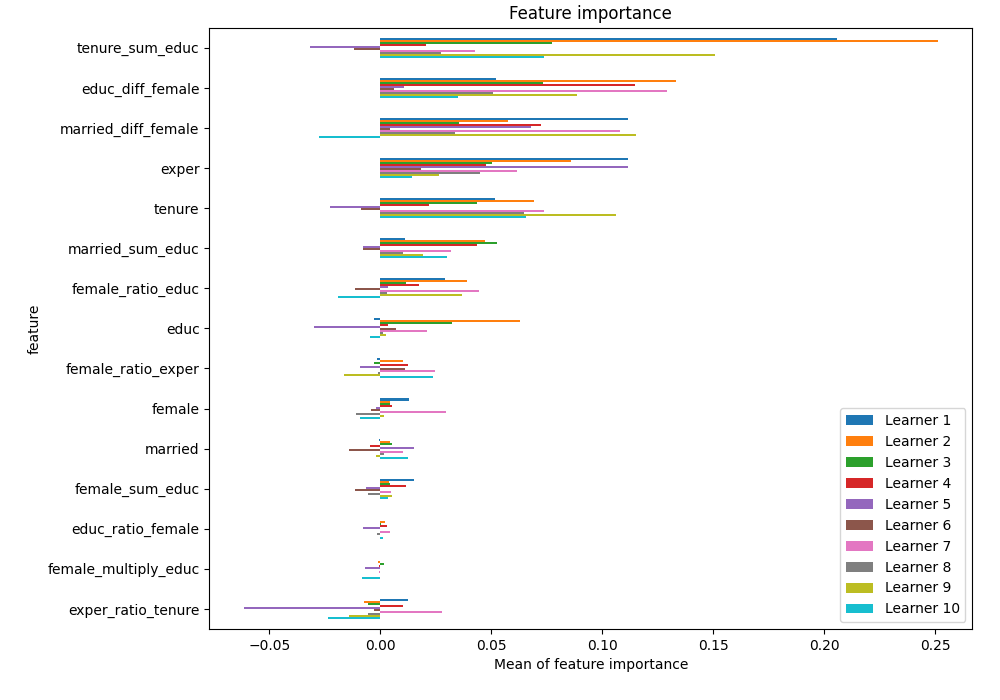 Feature importance
feature
tenure_sum_educ
educ_diff_female
married_diff_female
exper
tenure
married_sum_educ
female_ratio_educ
educ
female_ratio_exper
female
married
female_sum_educ
educ_ratio_female
female_multiply_educ
exper_ratio_tenure
Learner 1
Learner 2
Learner 3
Learner 4
Learner 5
Learner 6
Learner 7
Learner 8
Learner 9
Learner 10
−0.05 0.00 0.05 0.10 0.15 0.20 0.25
Mean of feature importance